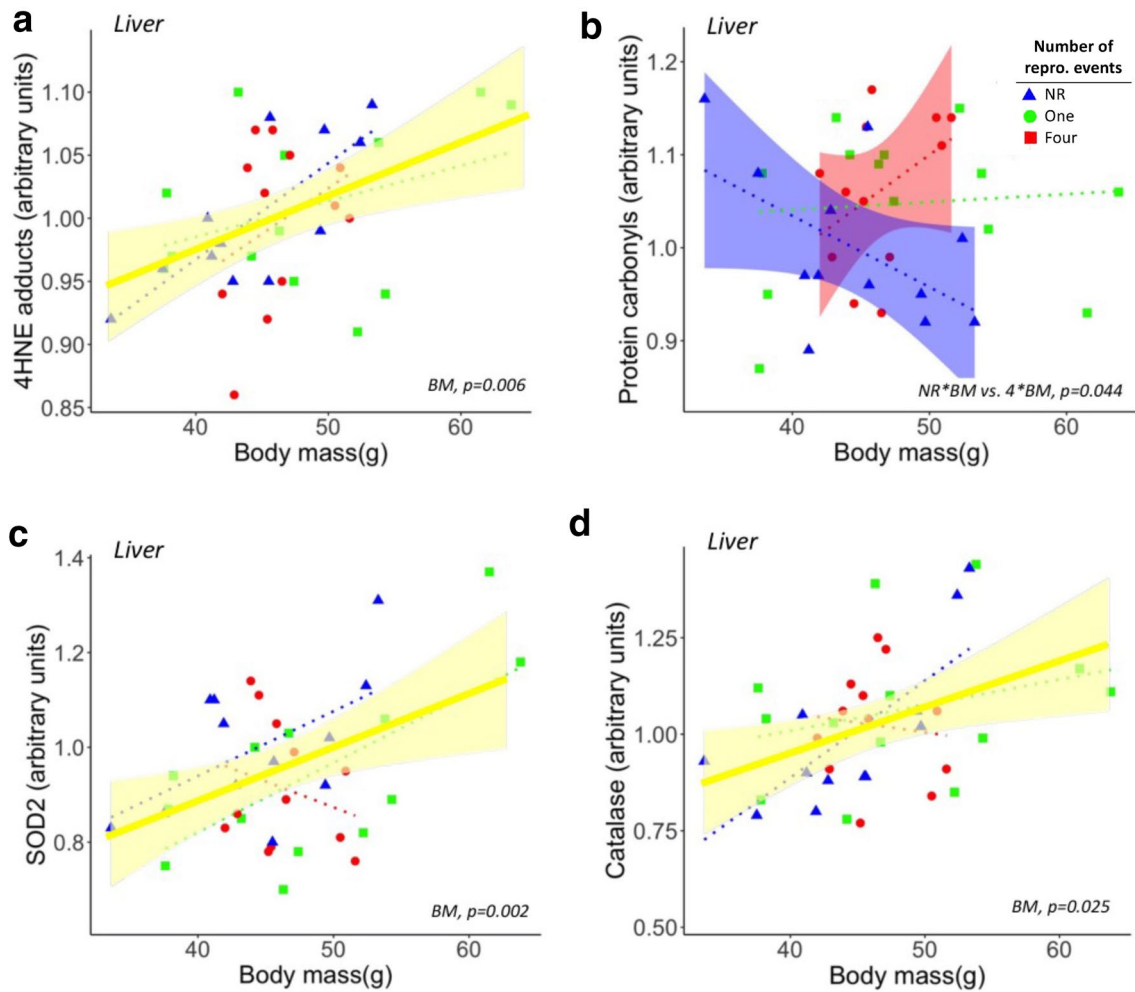 a
Liver
4HNE adducts (arbitrary units)
1.10
1.05
1.00
0.95
0.90
0.85
BM, p=0.006
40
50
60
Body mass(g)
b
Liver
Protein carbonyls (arbitrary units)
1.2
1.1
1.0
0.9
Number of
repro. events
NR
One
Four
NR*BM vs. 4*BM, p=0.044
40
50
60
Body mass(g)
c
Liver
SOD2 (arbitrary units)
1.4
1.2
1.0
0.8
BM, p=0.002
40
50
60
Body mass(g)
d
Liver
Catalase (arbitrary units)
1.25
1.00
0.75
0.50
BM, p=0.025
40
50
60
Body mass(g)